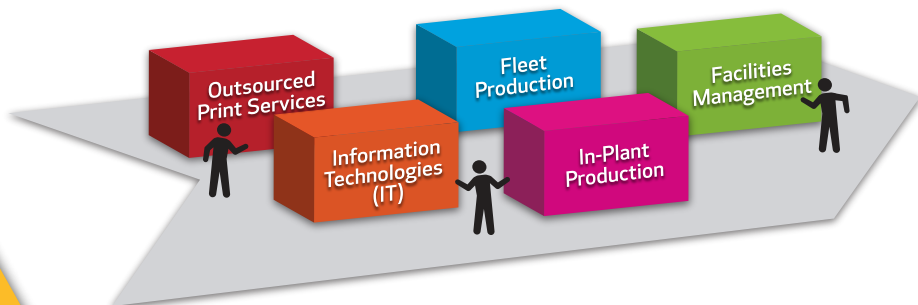 Outsourced
Print Services
Information
Technologies
(IT)
Fleet
Production
In-Plant
Production
Facilities
Management